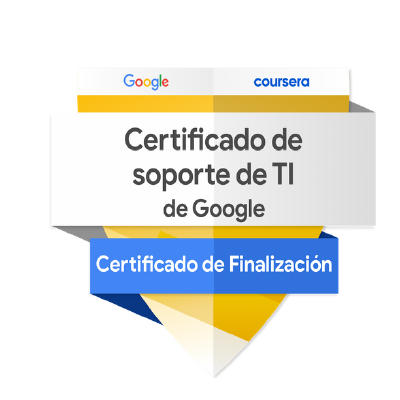 Google coursera
Certificado de
soporte de TI
de Google
Certificado de Finalización